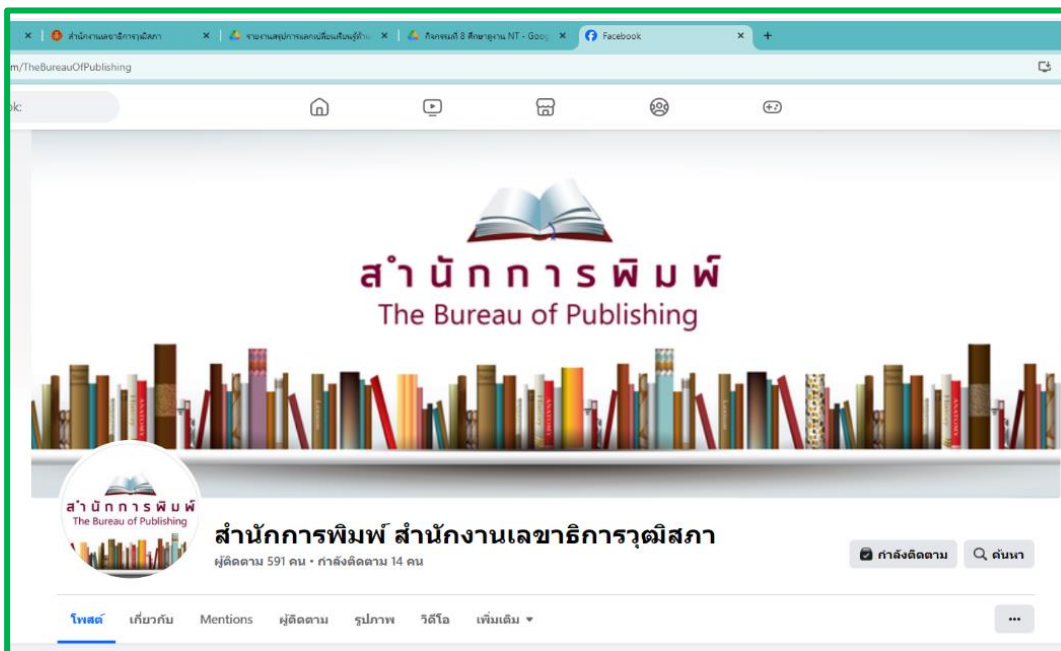 สำนักงานเลขาธิการวุฒิสภา
รายงานสรุปการแลกเปลี่ยนเรียนรู้ด้าน
กิจกรรมที่ 8 ศึกษาดูงาน NT - Goog
Facebook
m/TheBureauOfPublishing
ok:
สำนักการพิมพ์
The Bureau of Publishing
สำนักการพิมพ์
The Bureau of Publishing
สำนักการพิมพ์ สำนักงานเลขาธิการวุฒิสภา
ผู้ติดตาม 591 คน • กำลังติดตาม 14 คน
กำลังติดตาม
ค้นหา
โพสต์ เกี่ยวกับ Mentions ผู้ติดตาม รูปภาพ วิดีโอ เพิ่มเติม